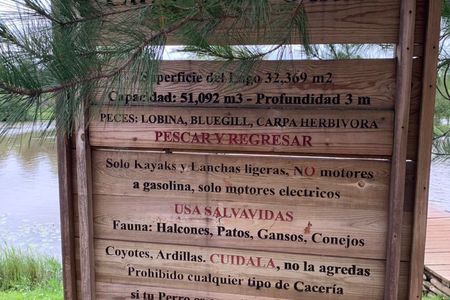 Superficie del Lago 32,369 m2
Capacidad: 51,092 m3 - Profundidad 3 m
PECES: LOBINA, BLUEGILL, CARPA HERBIVORA
PESCAR Y REGRESAR
Solo Kayaks y Lanchas ligeras, NO motores
a gasolina, solo motores electricos
USA SALVAVIDAS
Fauna: Halcones, Patos, Gansos, Conejos
Coyotes, Ardillas. CUIDALA, no la agredas
Prohibido cualquier tipo de Cacería
si tu Perro